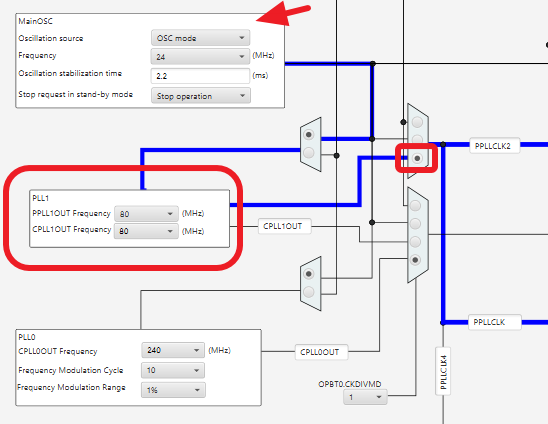 MainOSC
Oscillation source OSC mode
Frequency 24 (MHz)
Oscillation stabilization time 2.2 (ms)
Stop request in stand-by mode Stop operation
PPLLCLK2
PLL1
PPLL1OUT Frequency 80 (MHz)
CPLL1OUT Frequency 80 (MHz)
CPLL1OUT
PPLLCLK
PLL0
CPLL0OUT Frequency 240 (MHz)
Frequency Modulation Cycle 10
Frequency Modulation Range 1%
CPLL0OUT
OPBT0.CKDIVMD
1
PPLLCLK4